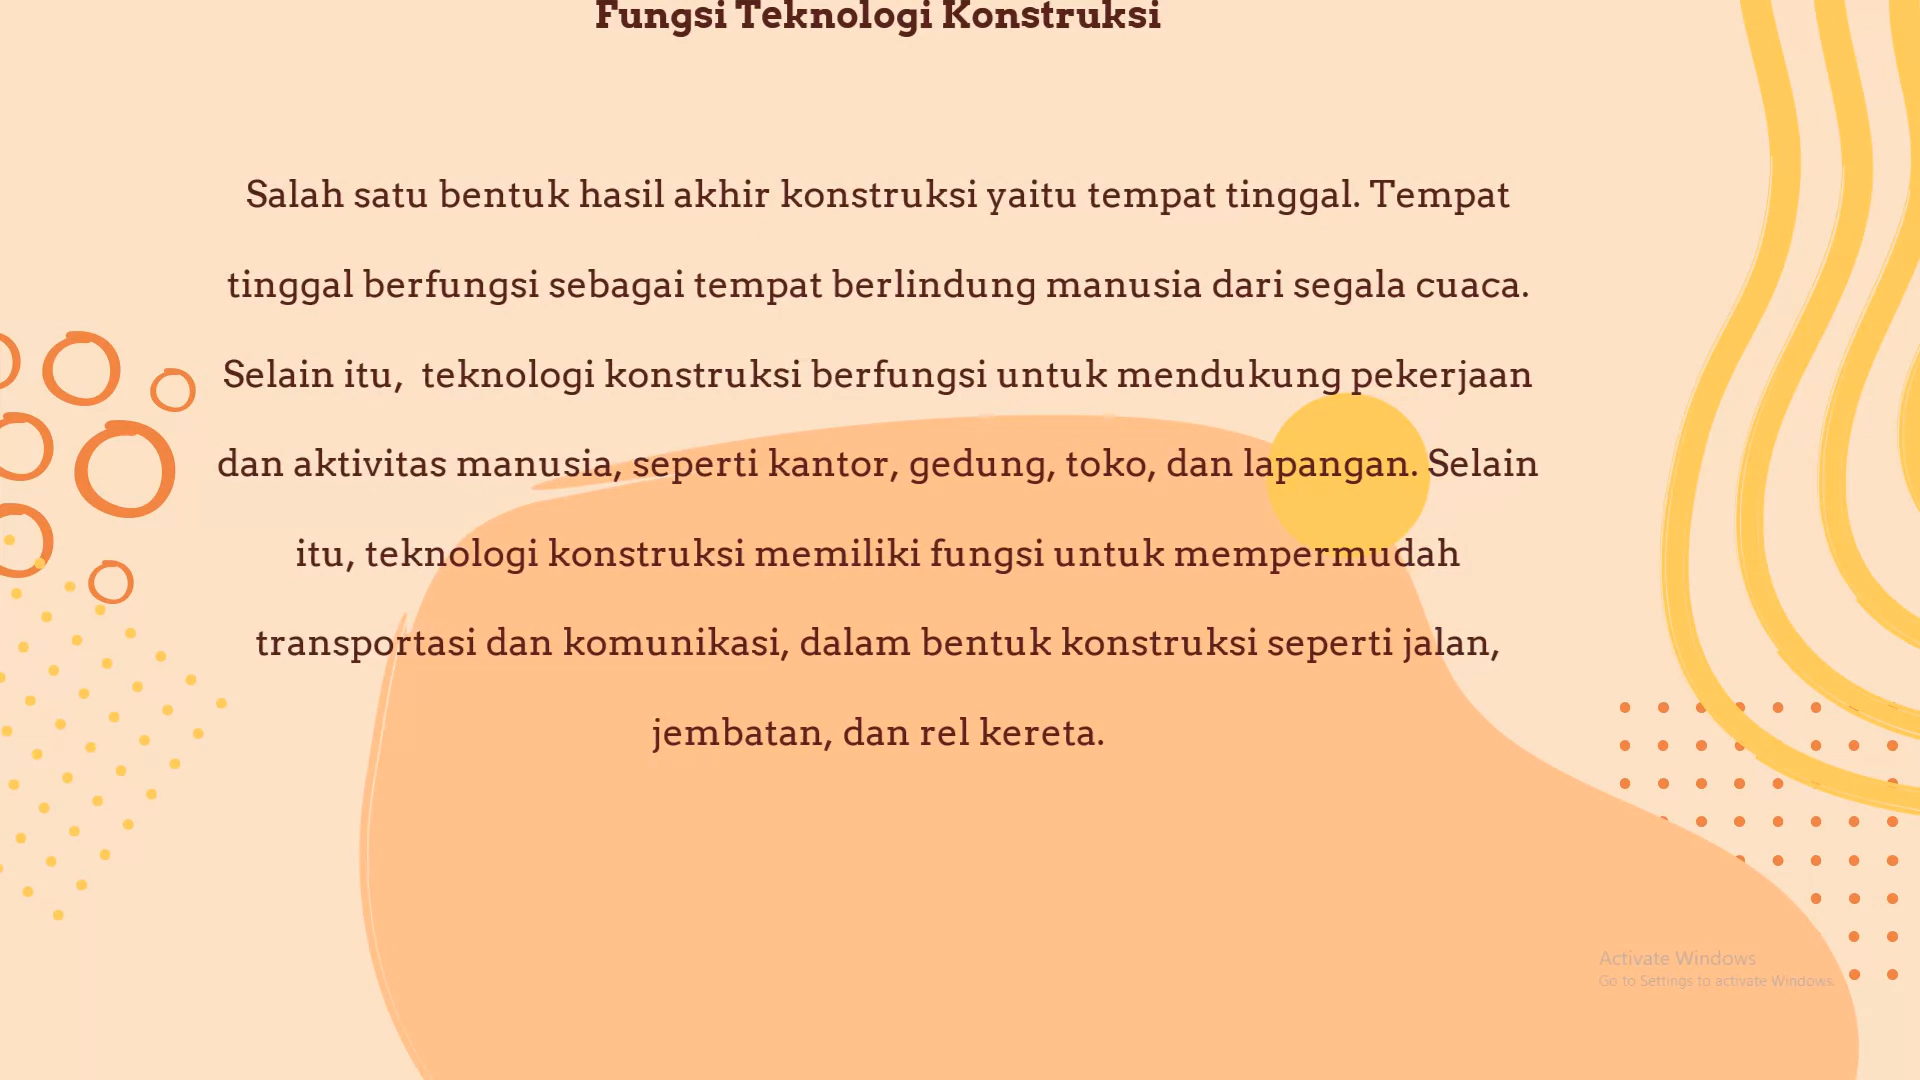 Fungsi Teknologi Konstruksi
Salah satu bentuk hasil akhir konstruksi yaitu tempat tinggal. Tempat
tinggal berfungsi sebagai tempat berlindung manusia dari segala cuaca.
Selain itu,  teknologi konstruksi berfungsi untuk mendukung pekerjaan
dan aktivitas manusia, seperti kantor, gedung, toko, dan lapangan. Selain
itu, teknologi konstruksi memiliki fungsi untuk mempermudah
transportasi dan komunikasi, dalam bentuk konstruksi seperti jalan,
jembatan, dan rel kereta.
Activate Windows
Go to Settings to activate Windows.